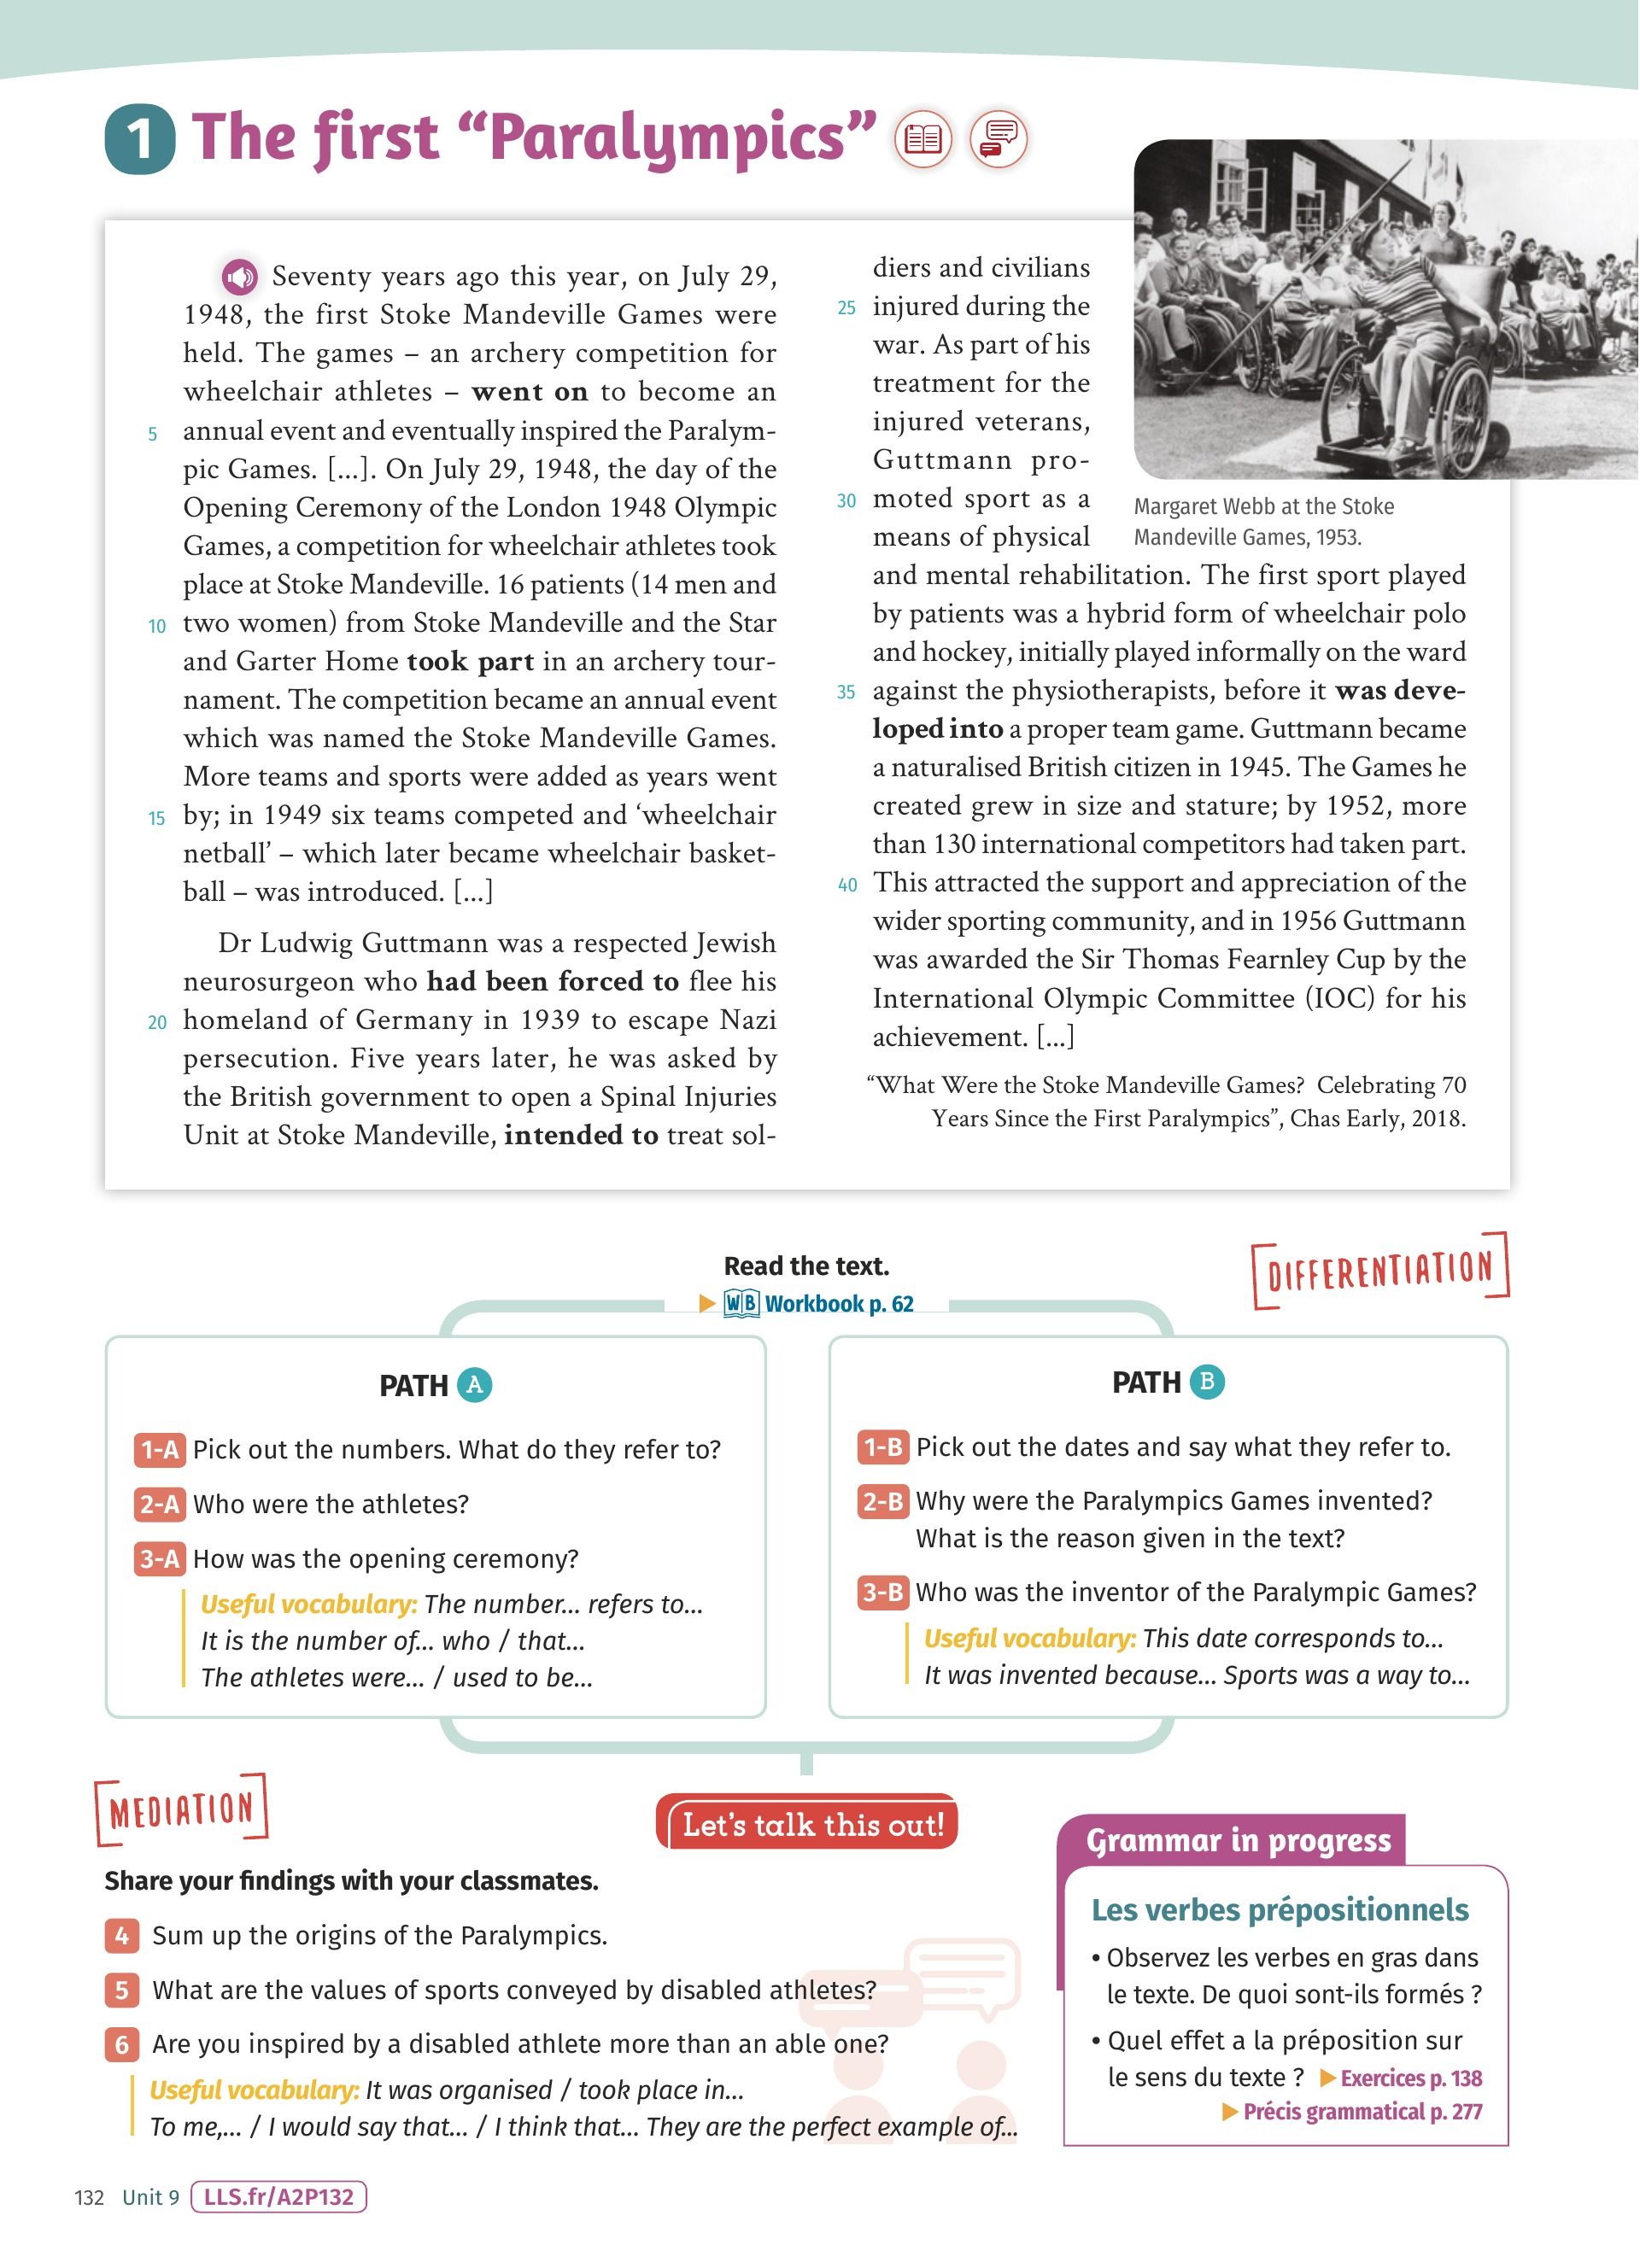 1 The first “Paralympics”
Seventy years ago this year, on July 29,
1948, the first Stoke Mandeville Games were
held. The games – an archery competition for
wheelchair athletes – went on to become an
5 annual event and eventually inspired the Paralym-
pic Games. [...]. On July 29, 1948, the day of the
Opening Ceremony of the London 1948 Olympic
Games, a competition for wheelchair athletes took
place at Stoke Mandeville. 16 patients (14 men and
10 two women) from Stoke Mandeville and the Star
and Garter Home took part in an archery tour-
nament. The competition became an annual event
which was named the Stoke Mandeville Games.
More teams and sports were added as years went
15 by; in 1949 six teams competed and ‘wheelchair
netball’ – which later became wheelchair basket-
ball – was introduced. [...]
Dr Ludwig Guttmann was a respected Jewish
neurosurgeon who had been forced to flee his
20 homeland of Germany in 1939 to escape Nazi
persecution. Five years later, he was asked by
the British government to open a Spinal Injuries
Unit at Stoke Mandeville, intended to treat sol-
diers and civilians
25 injured during the
war. As part of his
treatment for the
injured veterans,
Guttmann pro-
30 moted sport as a
means of physical
and mental rehabilitation. The first sport played
by patients was a hybrid form of wheelchair polo
and hockey, initially played informally on the ward
35 against the physiotherapists, before it was deve-
loped into a proper team game. Guttmann became
a naturalised British citizen in 1945. The Games he
created grew in size and stature; by 1952, more
than 130 international competitors had taken part.
40 This attracted the support and appreciation of the
wider sporting community, and in 1956 Guttmann
was awarded the Sir Thomas Fearnley Cup by the
International Olympic Committee (IOC) for his
achievement. [...]
“What Were the Stoke Mandeville Games? Celebrating 70
Years Since the First Paralympics”, Chas Early, 2018.
Margaret Webb at the Stoke
Mandeville Games, 1953.
DIFFERENTIATION
Read the text.
WB Workbook p. 62
PATH A
1-A Pick out the numbers. What do they refer to?
2-A Who were the athletes?
3-A How was the opening ceremony?
Useful vocabulary: The number... refers to...
It is the number of... who / that...
The athletes were... / used to be...
PATH B
1-B Pick out the dates and say what they refer to.
2-B Why were the Paralympics Games invented?
What is the reason given in the text?
3-B Who was the inventor of the Paralympic Games?
Useful vocabulary: This date corresponds to...
It was invented because... Sports was a way to...
MEDIATION
Let's talk this out!
Share your findings with your classmates.
4 Sum up the origins of the Paralympics.
5 What are the values of sports conveyed by disabled athletes?
6 Are you inspired by a disabled athlete more than an able one?
Useful vocabulary: It was organised / took place in...
To me,... / I would say that... / I think that... They are the perfect example of...
Grammar in progress
Les verbes prépositionnels
• Observez les verbes en gras dans
le texte. De quoi sont-ils formés ?
• Quel effet a la préposition sur
le sens du texte ? Exercices p. 138
Précis grammatical p. 277
132 Unit 9 LLS.fr/A2P132